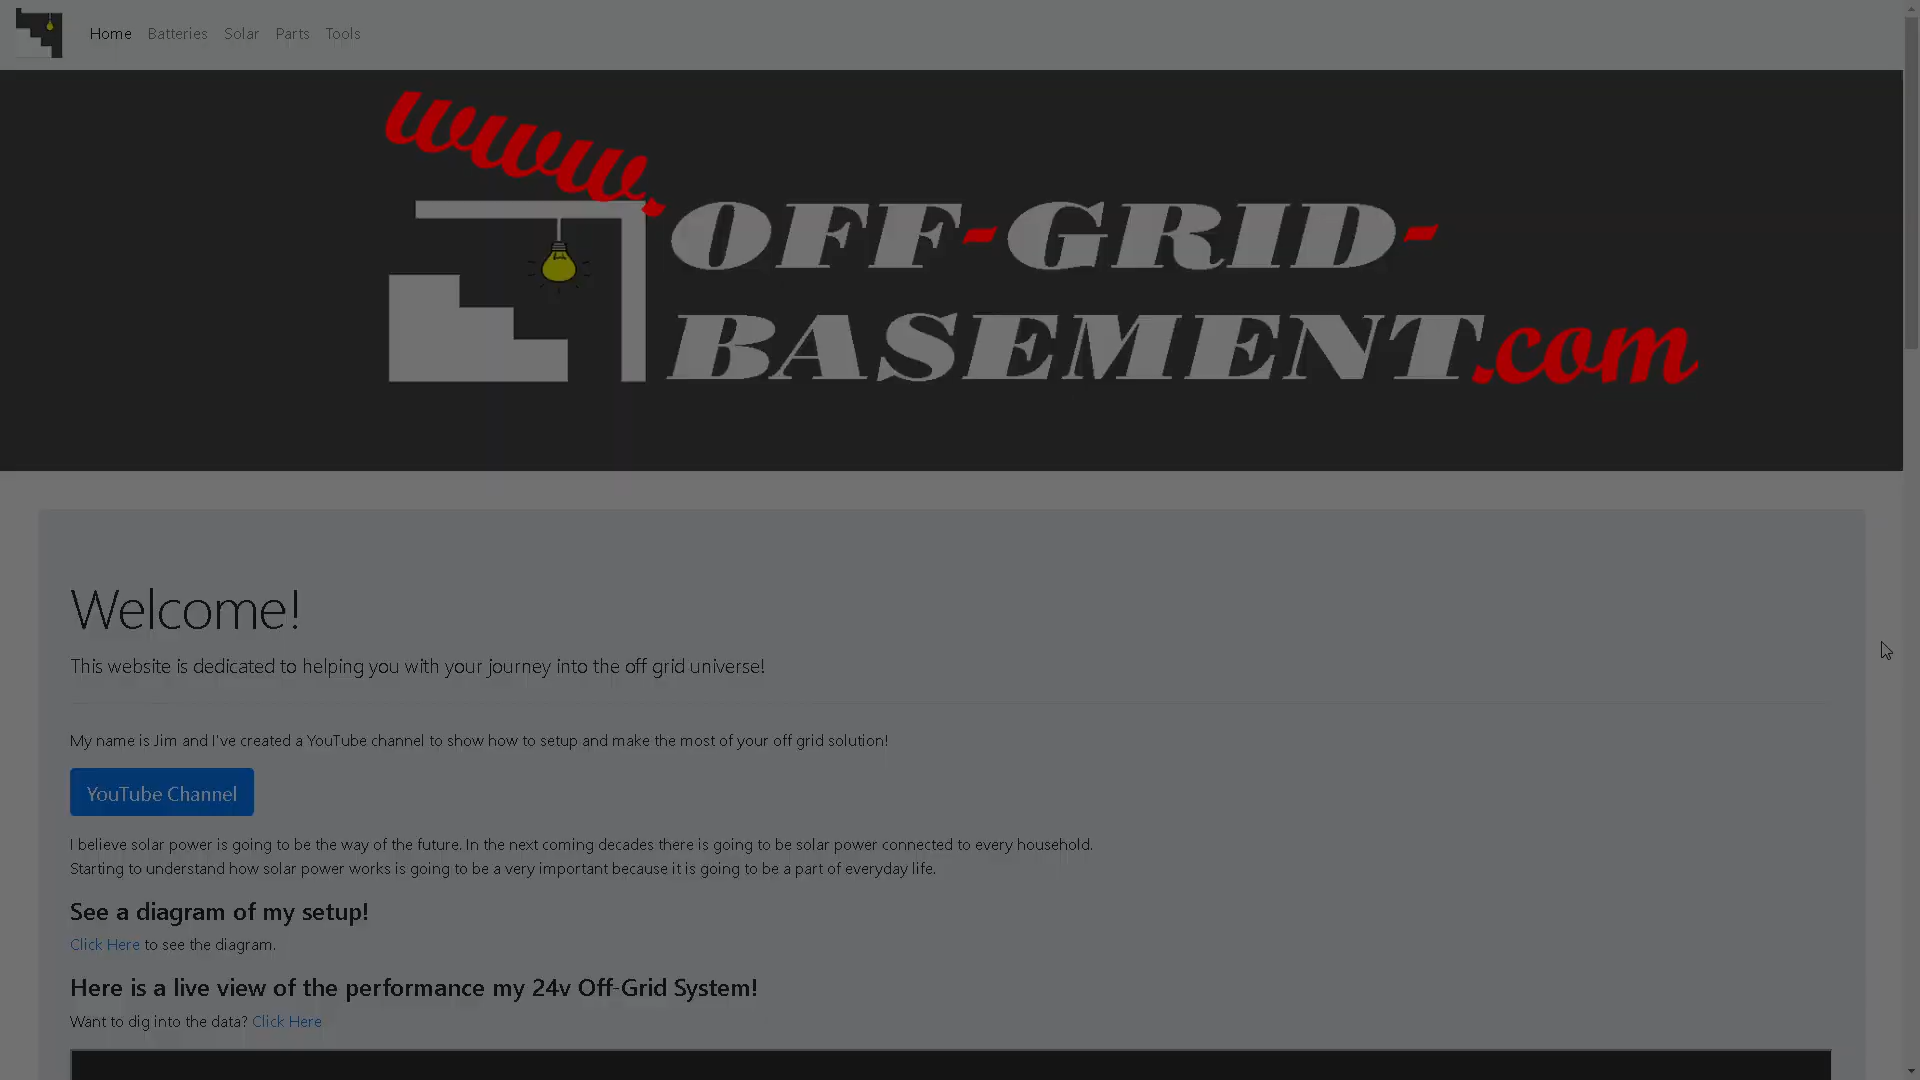 Home Batteries Solar Parts Tools
www.
OFF-GRID-
BASEMENT.com
Welcome!
This website is dedicated to helping you with your journey into the off grid universe!
My name is Jim and I've created a YouTube channel to show how to setup and make the most of your off grid solution!
YouTube Channel
I believe solar power is going to be the way of the future. In the next coming decades there is going to be solar power connected to every household.
Starting to understand how solar power works is going to be a very important because it is going to be a part of everyday life.
See a diagram of my setup!
Click Here to see the diagram.
Here is a live view of the performance my 24v Off-Grid System!
Want to dig into the data? Click Here